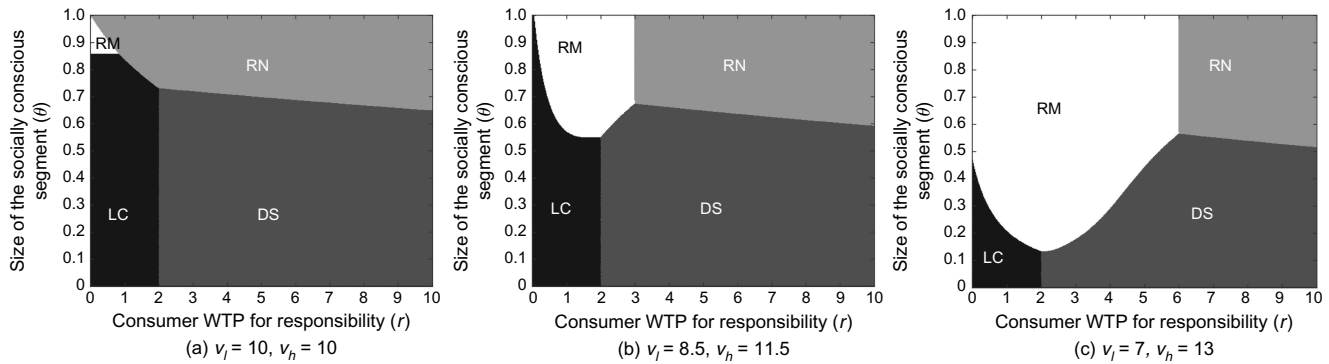 Size of the socially conscious
segment (θ)
1.0
0.9
0.8
0.7
0.6
0.5
0.4
0.3
0.2
0.1
0
RM
RN
LC
DS
0 1 2 3 4 5 6 7 8 9 10
Consumer WTP for responsibility (r)
(a) vl = 10, vh = 10
Size of the socially conscious
segment (θ)
1.0
0.9
0.8
0.7
0.6
0.5
0.4
0.3
0.2
0.1
0
RM
RN
LC
DS
0 1 2 3 4 5 6 7 8 9 10
Consumer WTP for responsibility (r)
(b) vl = 8.5, vh = 11.5
Size of the socially conscious
segment (θ)
1.0
0.9
0.8
0.7
0.6
0.5
0.4
0.3
0.2
0.1
0
RN
RM
DS
LC
0 1 2 3 4 5 6 7 8 9 10
Consumer WTP for responsibility (r)
(c) vl = 7, vh = 13